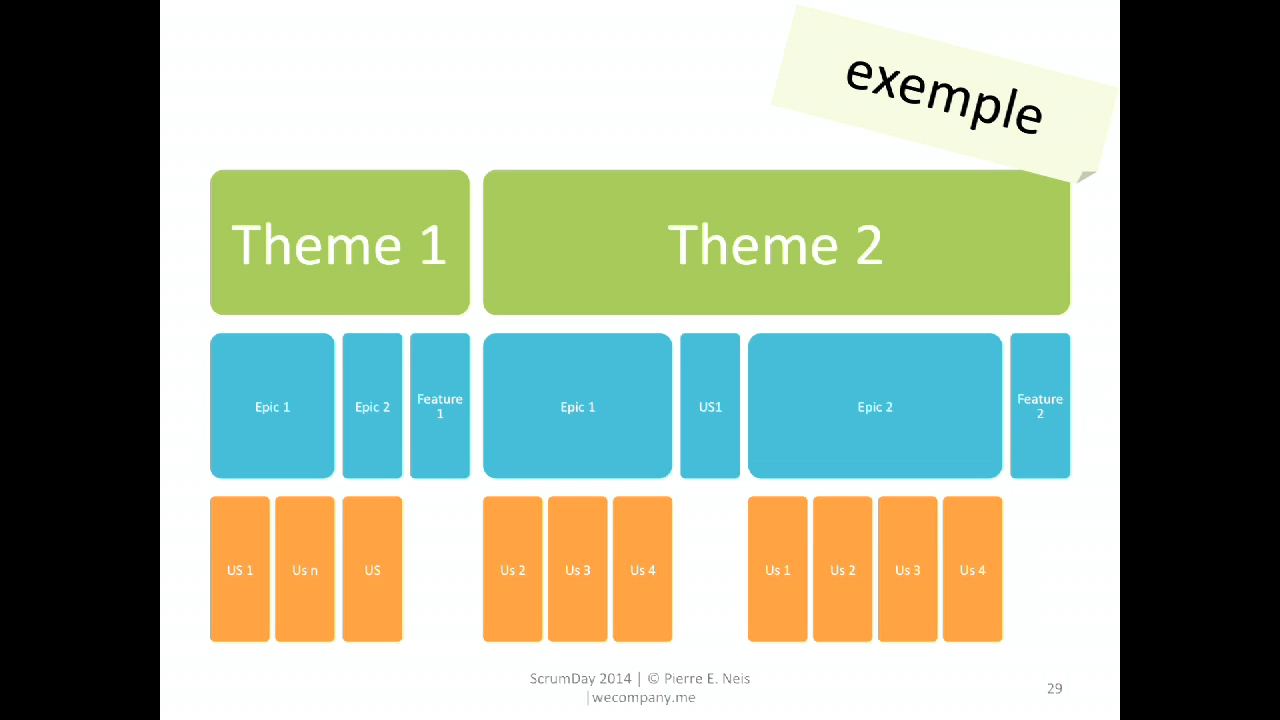 exemple
Theme 1
Theme 2
Epic 1
Epic 2
Feature
1
Epic 1
US1
Epic 2
Feature
2
US 1
Us n
US
Us 2
Us 3
Us 4
Us 1
Us 2
Us 3
Us 4
ScrumDay 2014 | © Pierre E. Neis
|wecompany.me
29